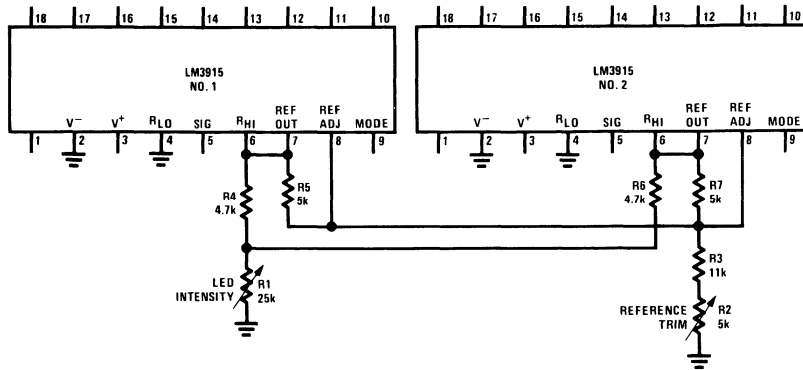 18 17 16 15 14 13 12 11 10
LM3915
NO. 1
V⁻ V⁺ RLO SIG RHI REF OUT REF ADJ MODE
1 2 3 4 5 6 7 8 9
18 17 16 15 14 13 12 11 10
LM3915
NO. 2
V⁻ V⁺ RLO SIG RHI REF OUT REF ADJ MODE
1 2 3 4 5 6 7 8 9
R4
4.7k
R5
5k
R6
4.7k
R7
5k
LED
INTENSITY
R1
25k
R3
11k
REFERENCE
TRIM
R2
5k